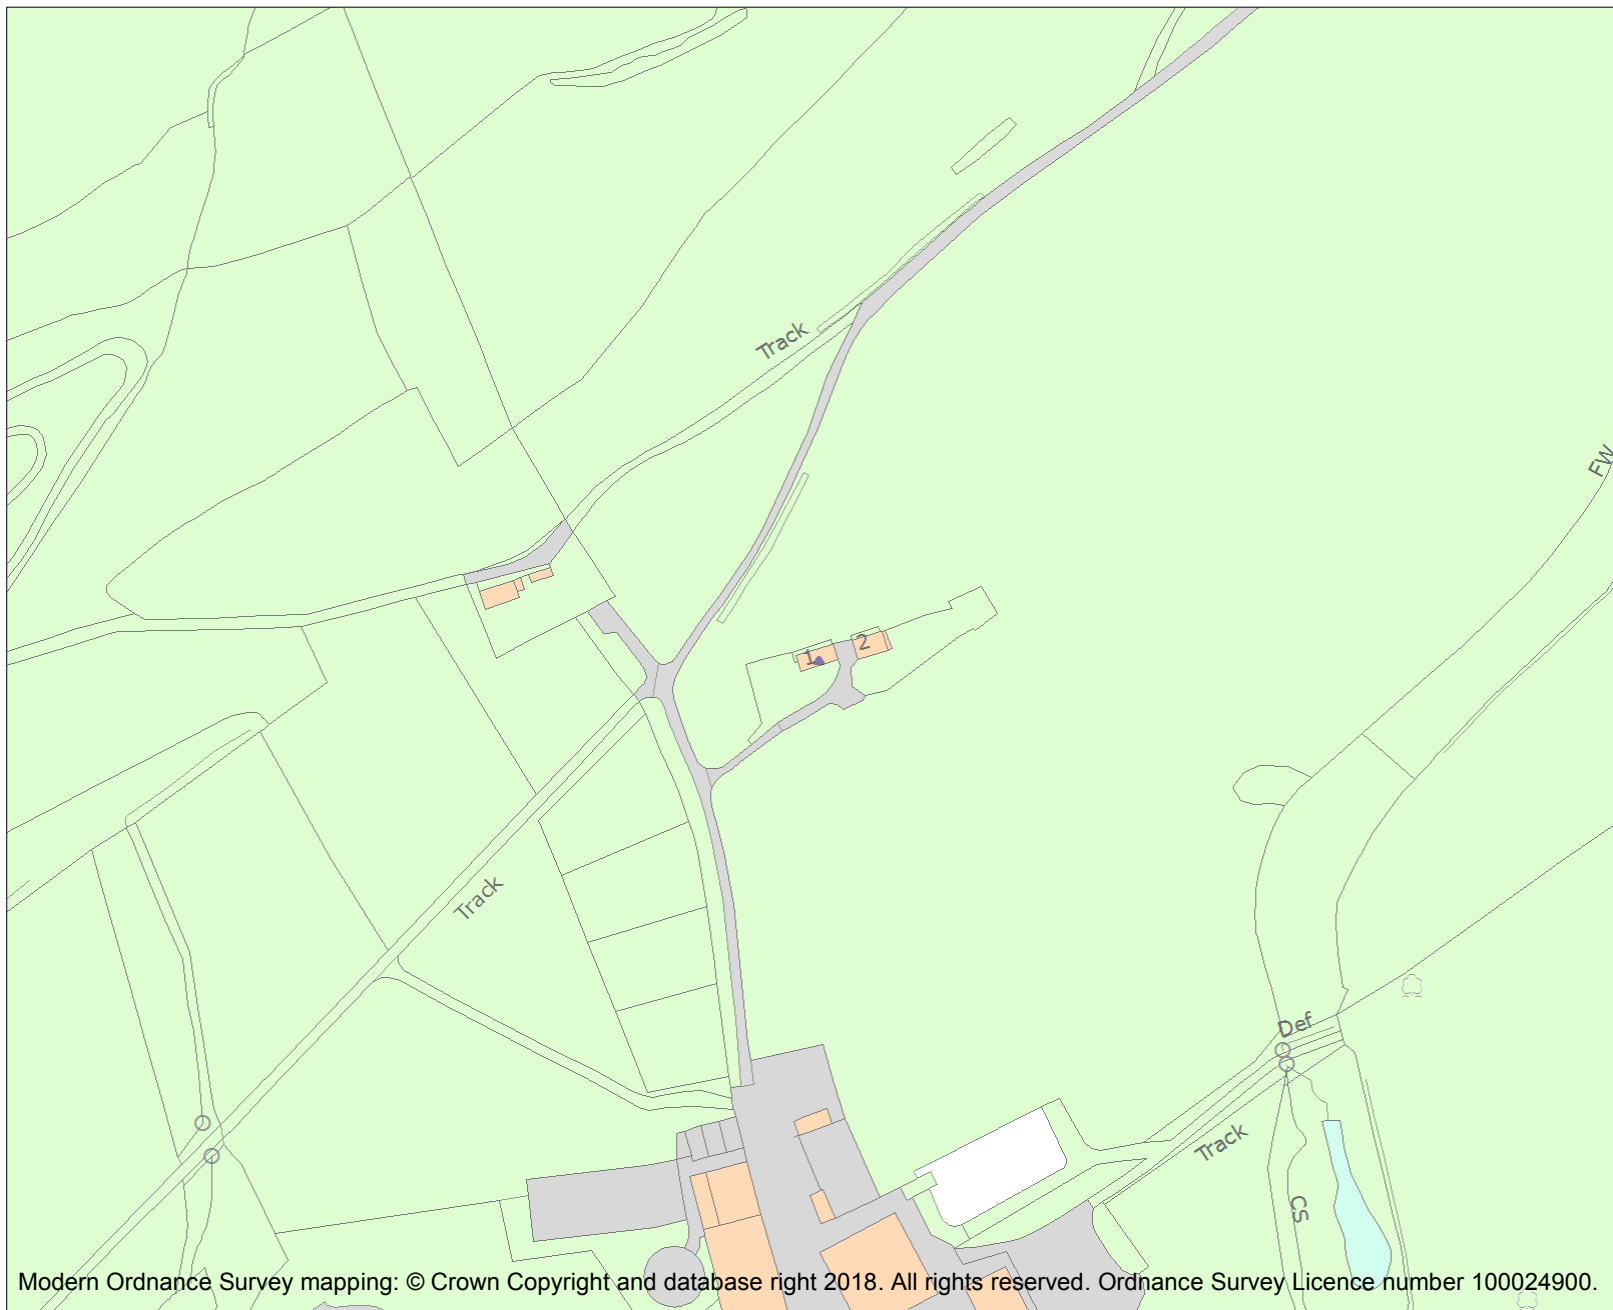 Track
FW
1
2
Track
Def
Track
CS
Modern Ordnance Survey mapping: © Crown Copyright and database right 2018. All rights reserved. Ordnance Survey Licence number 100024900.